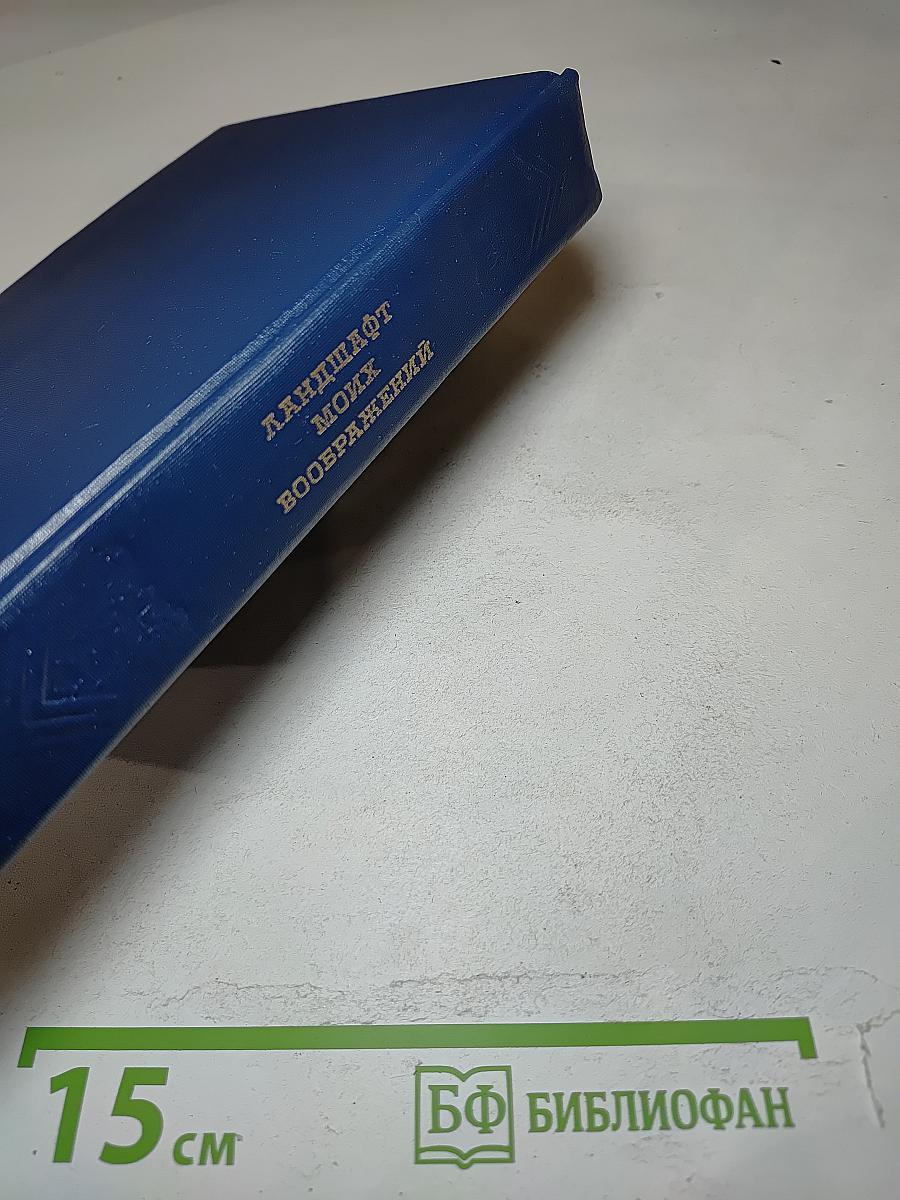 ЛАНДШАФТ
МОИХ
ВООБРАЖЕНИЙ
15 см
БФ БИБЛИОФАН